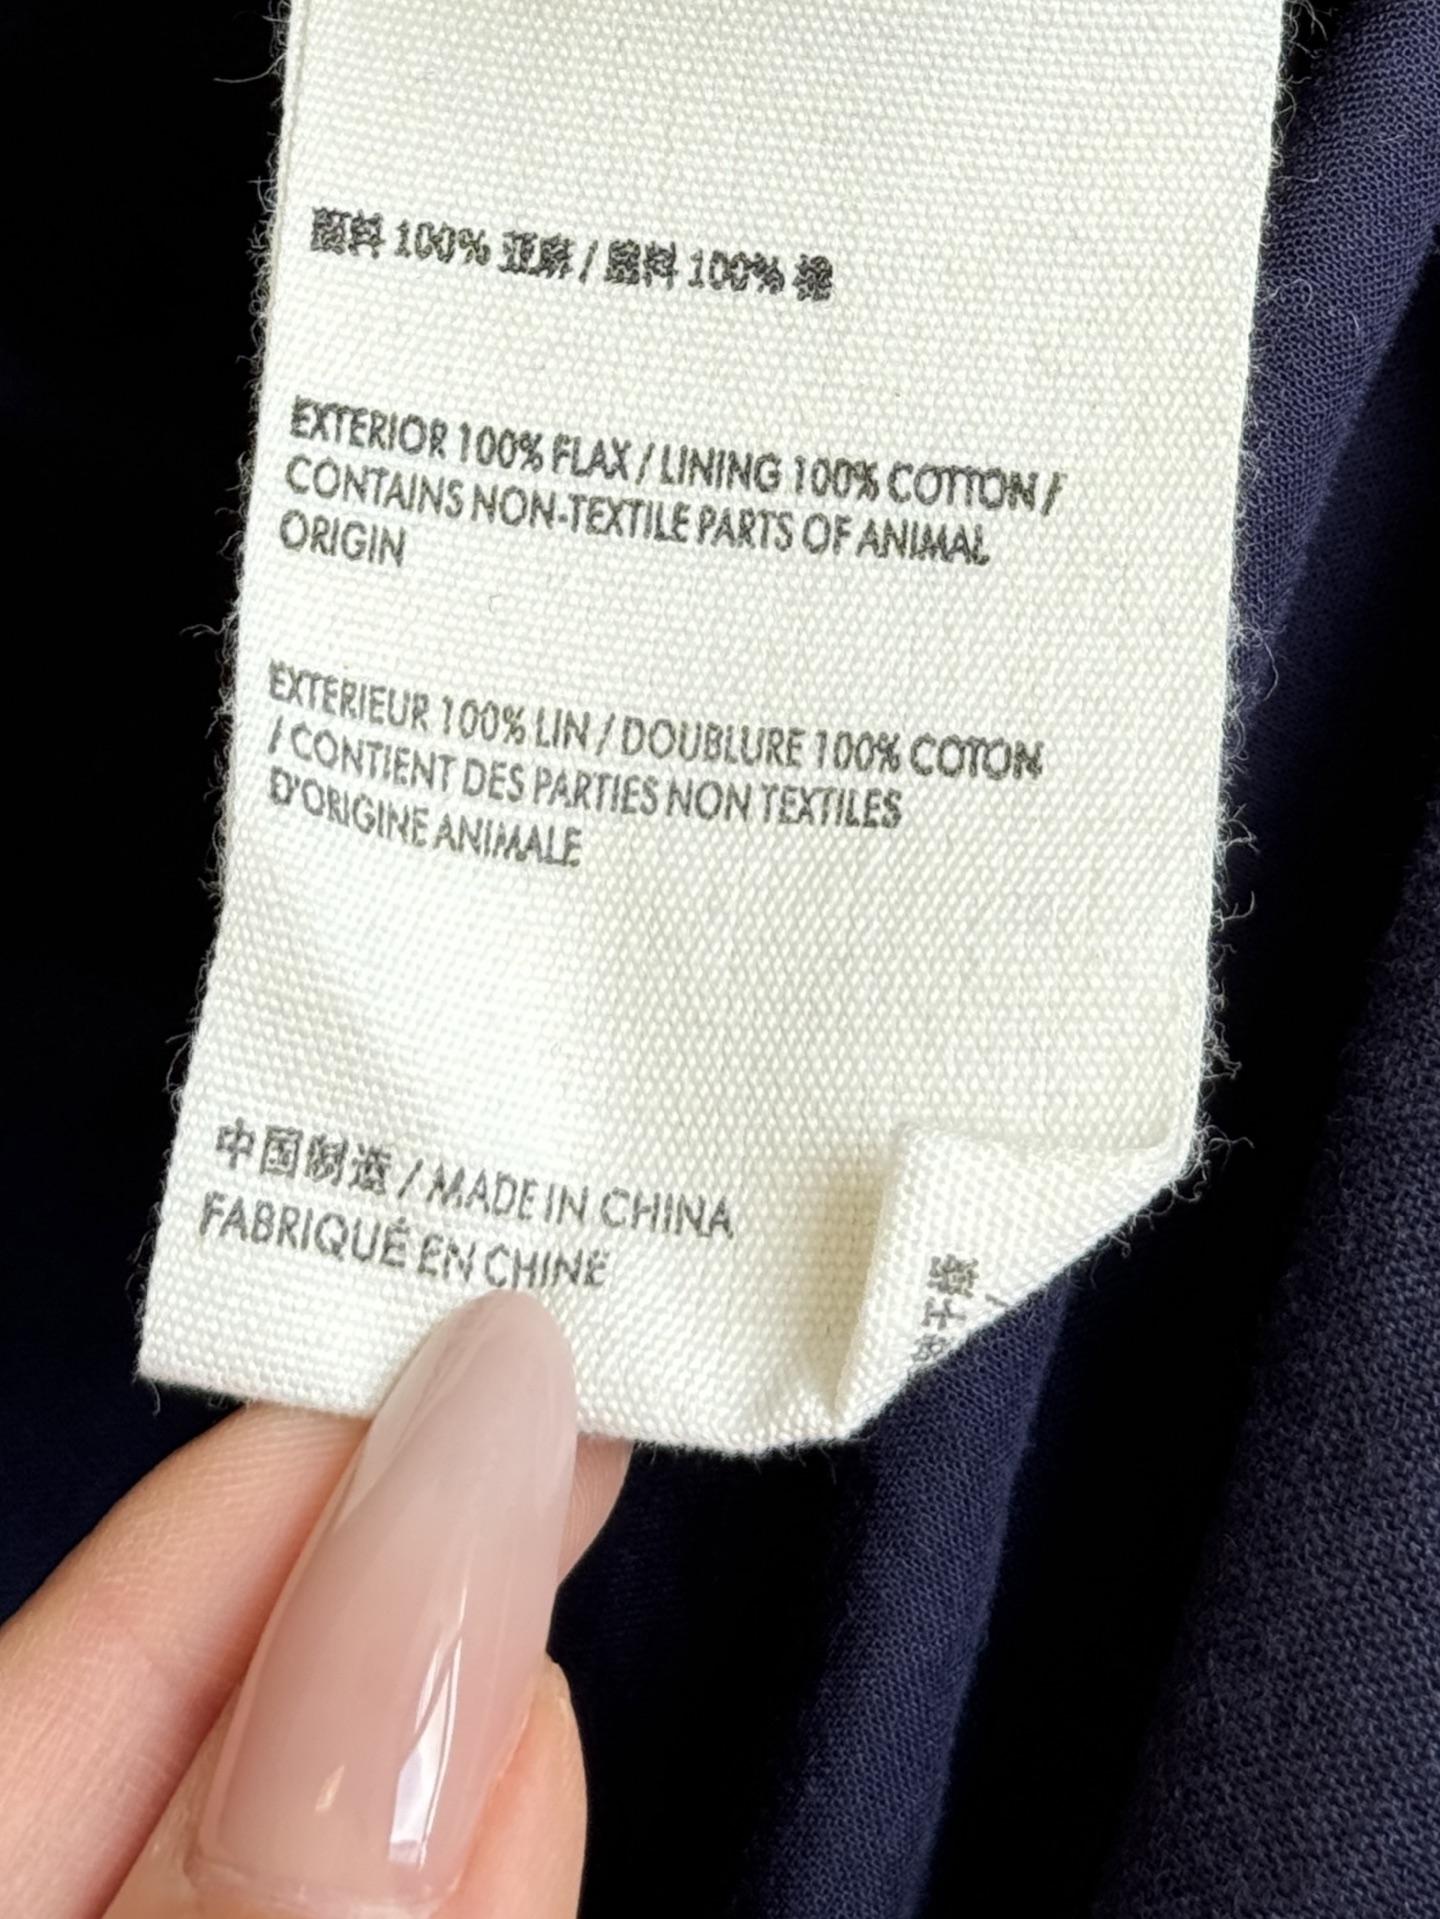 面料 100% 亚麻 / 里料 100% 棉
EXTERIOR 100% FLAX / LINING 100% COTTON /
CONTAINS NON-TEXTILE PARTS OF ANIMAL
ORIGIN
EXTERIEUR 100% LIN / DOUBLURE 100% COTON
/ CONTIENT DES PARTIES NON TEXTILES
D'ORIGINE ANIMALE
中国制造 / MADE IN CHINA
FABRIQUÉ EN CHINE